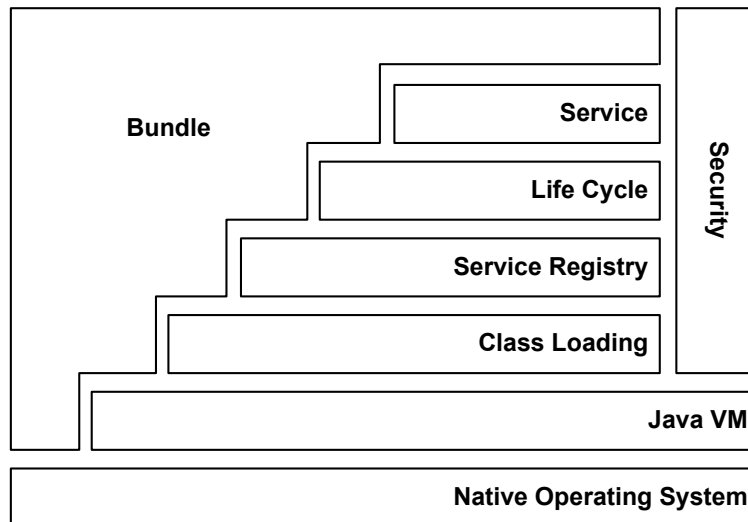 Bundle
Service
Life Cycle
Service Registry
Class Loading
Java VM
Native Operating System
Security